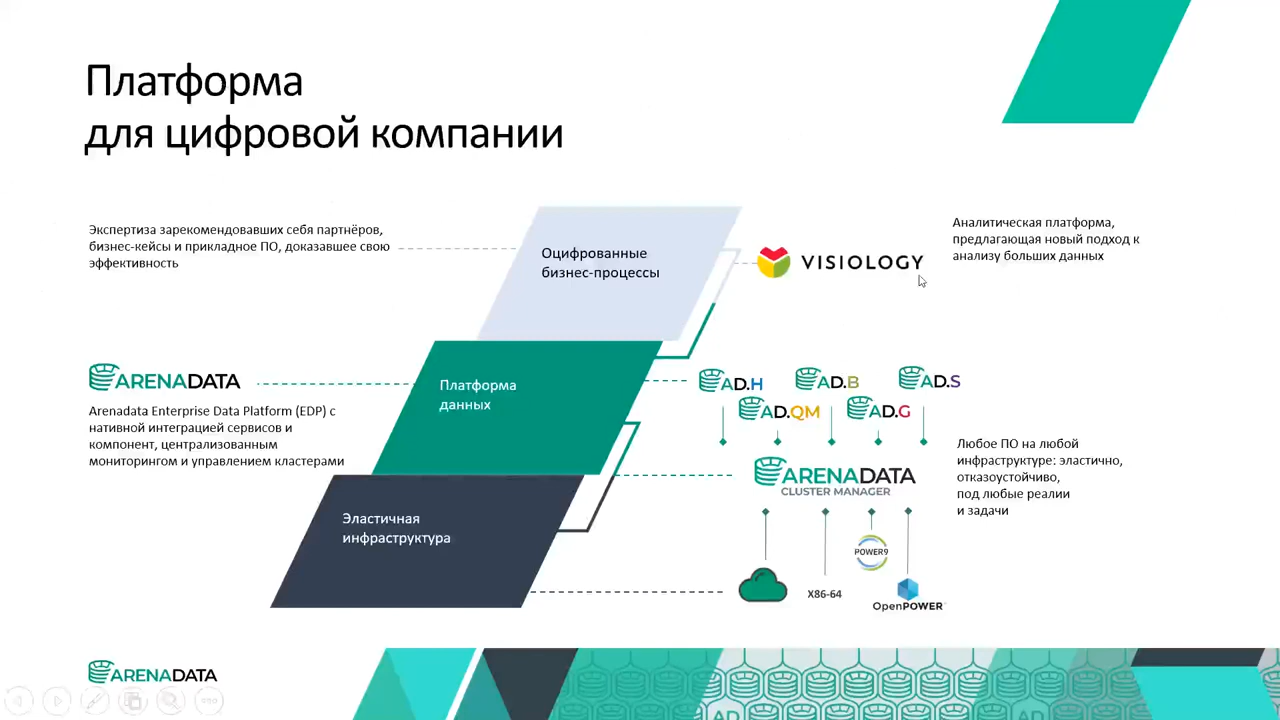 Платформа
для цифровой компании
Экспертиза зарекомендовавших себя партнёров,
бизнес-кейсы и прикладное ПО, доказавшее свою
эффективность
Оцифрованные
бизнес-процессы
VISIOLOGY
Аналитическая платформа,
предлагающая новый подход к
анализу больших данных
ARENADATA
Arenadata Enterprise Data Platform (EDP) с
нативной интеграцией сервисов и
компонент, централизованным
мониторингом и управлением кластерами
Платформа
данных
AD.H
AD.B
AD.S
AD.QM
AD.G
ARENADATA
CLUSTER MANAGER
Любое ПО на любой
инфраструктуре: эластично,
отказоустойчиво,
под любые реалии
и задачи
Эластичная
инфраструктура
POWER9
X86-64
OpenPOWER
ARENADATA
AD
AD